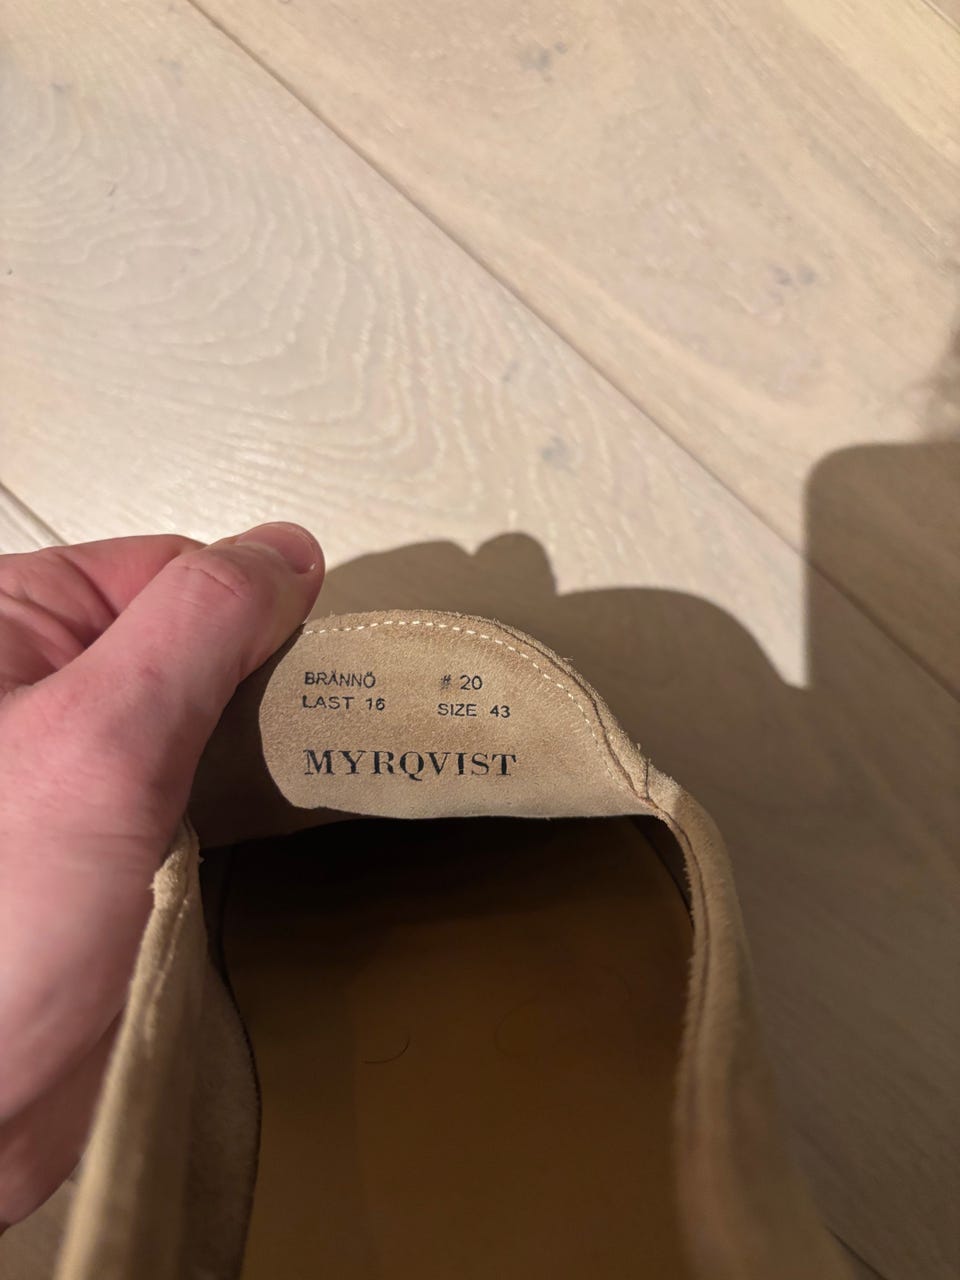 BRÄNNÖ # 20
LAST 16 SIZE 43
MYRQVIST